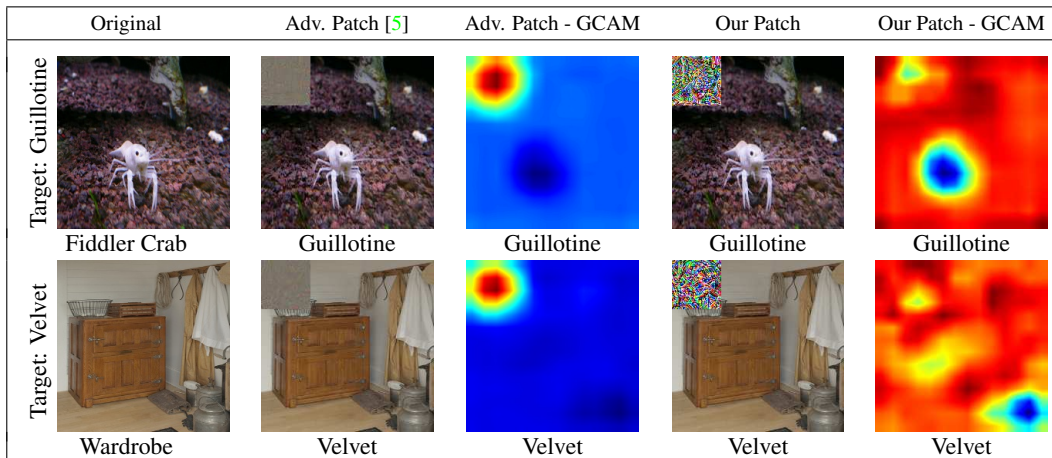 Original Adv. Patch [5] Adv. Patch - GCAM Our Patch Our Patch - GCAM
Target: Guillotine
Fiddler Crab Guillotine Guillotine Guillotine Guillotine
Target: Velvet
Wardrobe Velvet Velvet Velvet Velvet